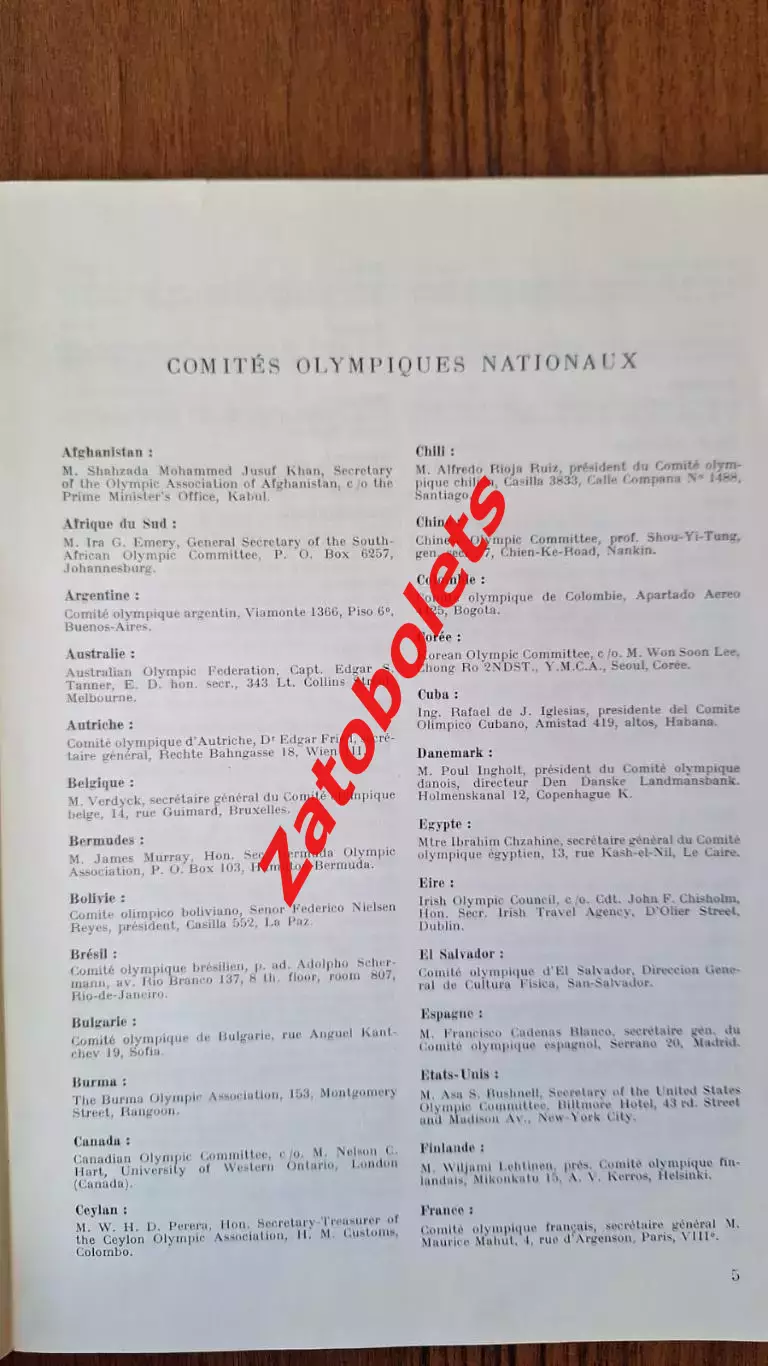 COMITÉS OLYMPIQUES NATIONAUX
Afghanistan :
M. Shahzada Mohammed Jusuf Khan, Secretary
of the Olympic Association of Afghanistan, c/o the
Prime Minister's Office, Kabul.
Afrique du Sud :
M. Ira G. Emery, General Secretary of the South-
African Olympic Committee, P. O. Box 6257,
Johannesburg.
Argentine :
Comité olympique argentin, Viamonte 1366, Piso 6º,
Buenos-Aires.
Australie :
Australian Olympic Federation, Capt. Edgar S.
Tanner, E. D. hon. secr., 343 Lt. Collins
Melbourne.
Autriche :
Comité olympique d'Autriche, Dr Edgar
taire général, Rechte Bahngasse 18,
Belgique :
M. Verdyck, secrétaire général du
belge, 14, rue Guimard, Bruxelles.
Bermudes :
M. James Murray, Hon. Olympic
Association, P. O. Box 103, Bermuda.
Bolivie :
Comite olimpico boliviano, Senor Federico Nielsen
Reyes, président, Casilla 552, La Paz.
Brésil :
Comité olympique brésilien, p. ad. Adolpho Scher-
mann, av. Rio Branco 137, 8 th. floor, room 807,
Rio-de-Janeiro.
Bulgarie :
Comité olympique de Bulgarie, rue Anguel Kant-
chev 19, Sofia.
Burma :
The Burma Olympic Association, 153, Montgomery
Street, Rangoon.
Canada :
Canadian Olympic Committee, c/o. M. Nelson C.
Hart, University of Western Ontario, London
(Canada).
Ceylan :
M. W. H. D. Perera, Hon. Secretary-Treasurer of
the Ceylon Olympic Association, H. M. Customs,
Colombo.
Chili :
M. Alfredo Rioja Ruiz, président du Comité olym-
pique Casilla 3833, Calle Compana Nº 1488,
Santiago.
Olympic Committee, prof. Shou-Yi-Tung,
gen. Chien-Ke-Road, Nankin.
Colombie :
olympique de Colombie, Apartado Aereo
Bogota.
Corée :
Korean Olympic Committee, c/o. M. Won Soon Lee,
Chong Ro 2NDST., Y.M.C.A., Seoul, Corée.
Cuba :
Ing. Rafael de J. Iglesias, presidente del Comite
Olimpico Cubano, Amistad 419, altos, Habana.
Danemark :
M. Poul Ingholt, président du Comité olympique
danois, directeur Den Danske Landmansbank.
Holmenskanal 12, Copenhague K.
Egypte :
Mtre Ibrahim Chzahine, secrétaire général du Comité
olympique égyptien, 13, rue Kash-el-Nil, Le Caire.
Eire :
Irish Olympic Council, c/o. Cdt. John F. Chisholm,
Hon. Secr. Irish Travel Agency, D'Olier Street,
Dublin.
El Salvador :
Comité olympique d'El Salvador, Direccion Gene-
ral de Cultura Fisica, San-Salvador.
Espagne :
M. Francisco Cadenas Blanco, secrétaire gén. du
Comité olympique espagnol, Serrano 20, Madrid.
Etats-Unis :
M. Asa S. Bushnell, Secretary of the United States
Olympic Committee, Biltmore Hotel, 43 rd. Street
and Madison Av., New-York City.
Finlande :
M. Wiljami Lehtinen, prés. Comité olympique fin-
landais, Mikonkatu 15, A. V. Kerros, Helsinki.
France :
Comité olympique français, secrétaire général M.
Maurice Mahut, 4, rue d'Argenson, Paris, VIIIe.
5
Zatobolets